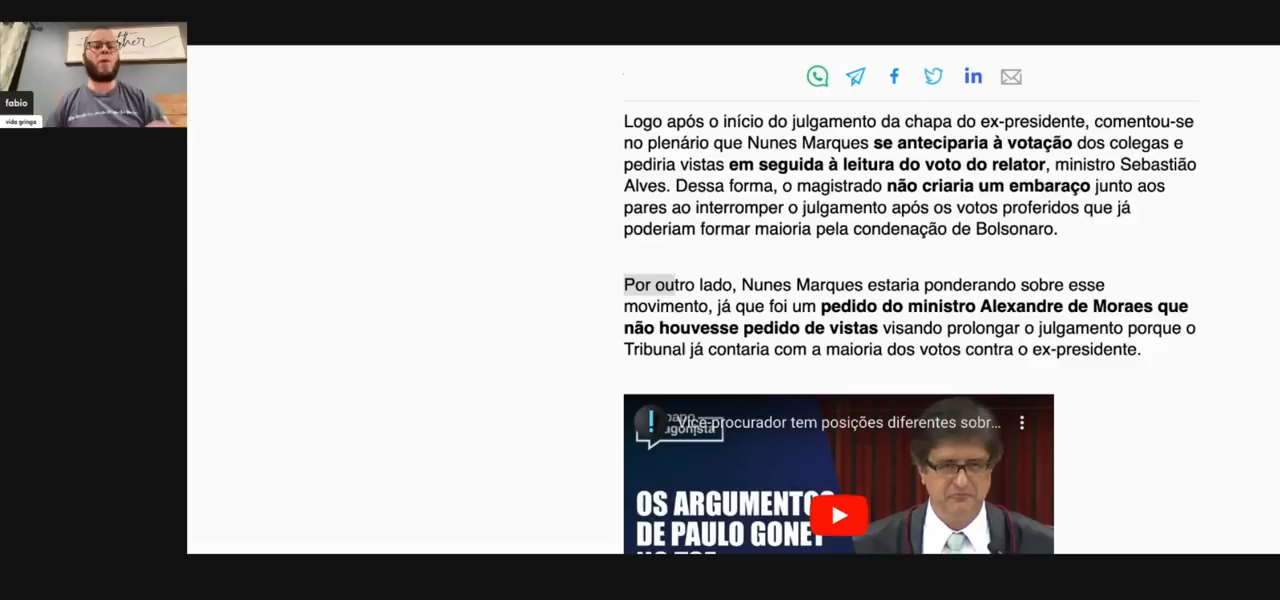 fabio
vida gringa
Logo após o início do julgamento da chapa do ex-presidente, comentou-se
no plenário que Nunes Marques se anteciparia à votação dos colegas e
pediria vistas em seguida à leitura do voto do relator, ministro Sebastião
Alves. Dessa forma, o magistrado não criaria um embaraço junto aos
pares ao interromper o julgamento após os votos proferidos que já
poderiam formar maioria pela condenação de Bolsonaro.
Por outro lado, Nunes Marques estaria ponderando sobre esse
movimento, já que foi um pedido do ministro Alexandre de Moraes que
não houvesse pedido de vistas visando prolongar o julgamento porque o
Tribunal já contaria com a maioria dos votos contra o ex-presidente.
Vice-procurador tem posições diferentes sobr...
OS ARGUMENTOS
DE PAULO GONET